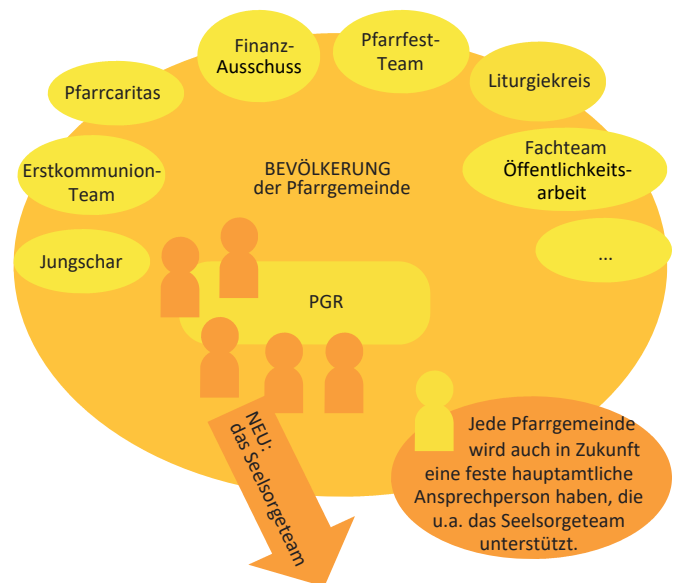 Finanz-
Ausschuss
Pfarrfest-
Team
Pfarrcaritas
Liturgiekreis
Erstkommunion-
Team
BEVÖLKERUNG
der Pfarrgemeinde
Fachteam
Öffentlichkeits-
arbeit
Jungschar
...
PGR
NEU:
das Seelsorgeteam
Jede Pfarrgemeinde
wird auch in Zukunft
eine feste hauptamtliche
Ansprechperson haben, die
u.a. das Seelsorgeteam
unterstützt.